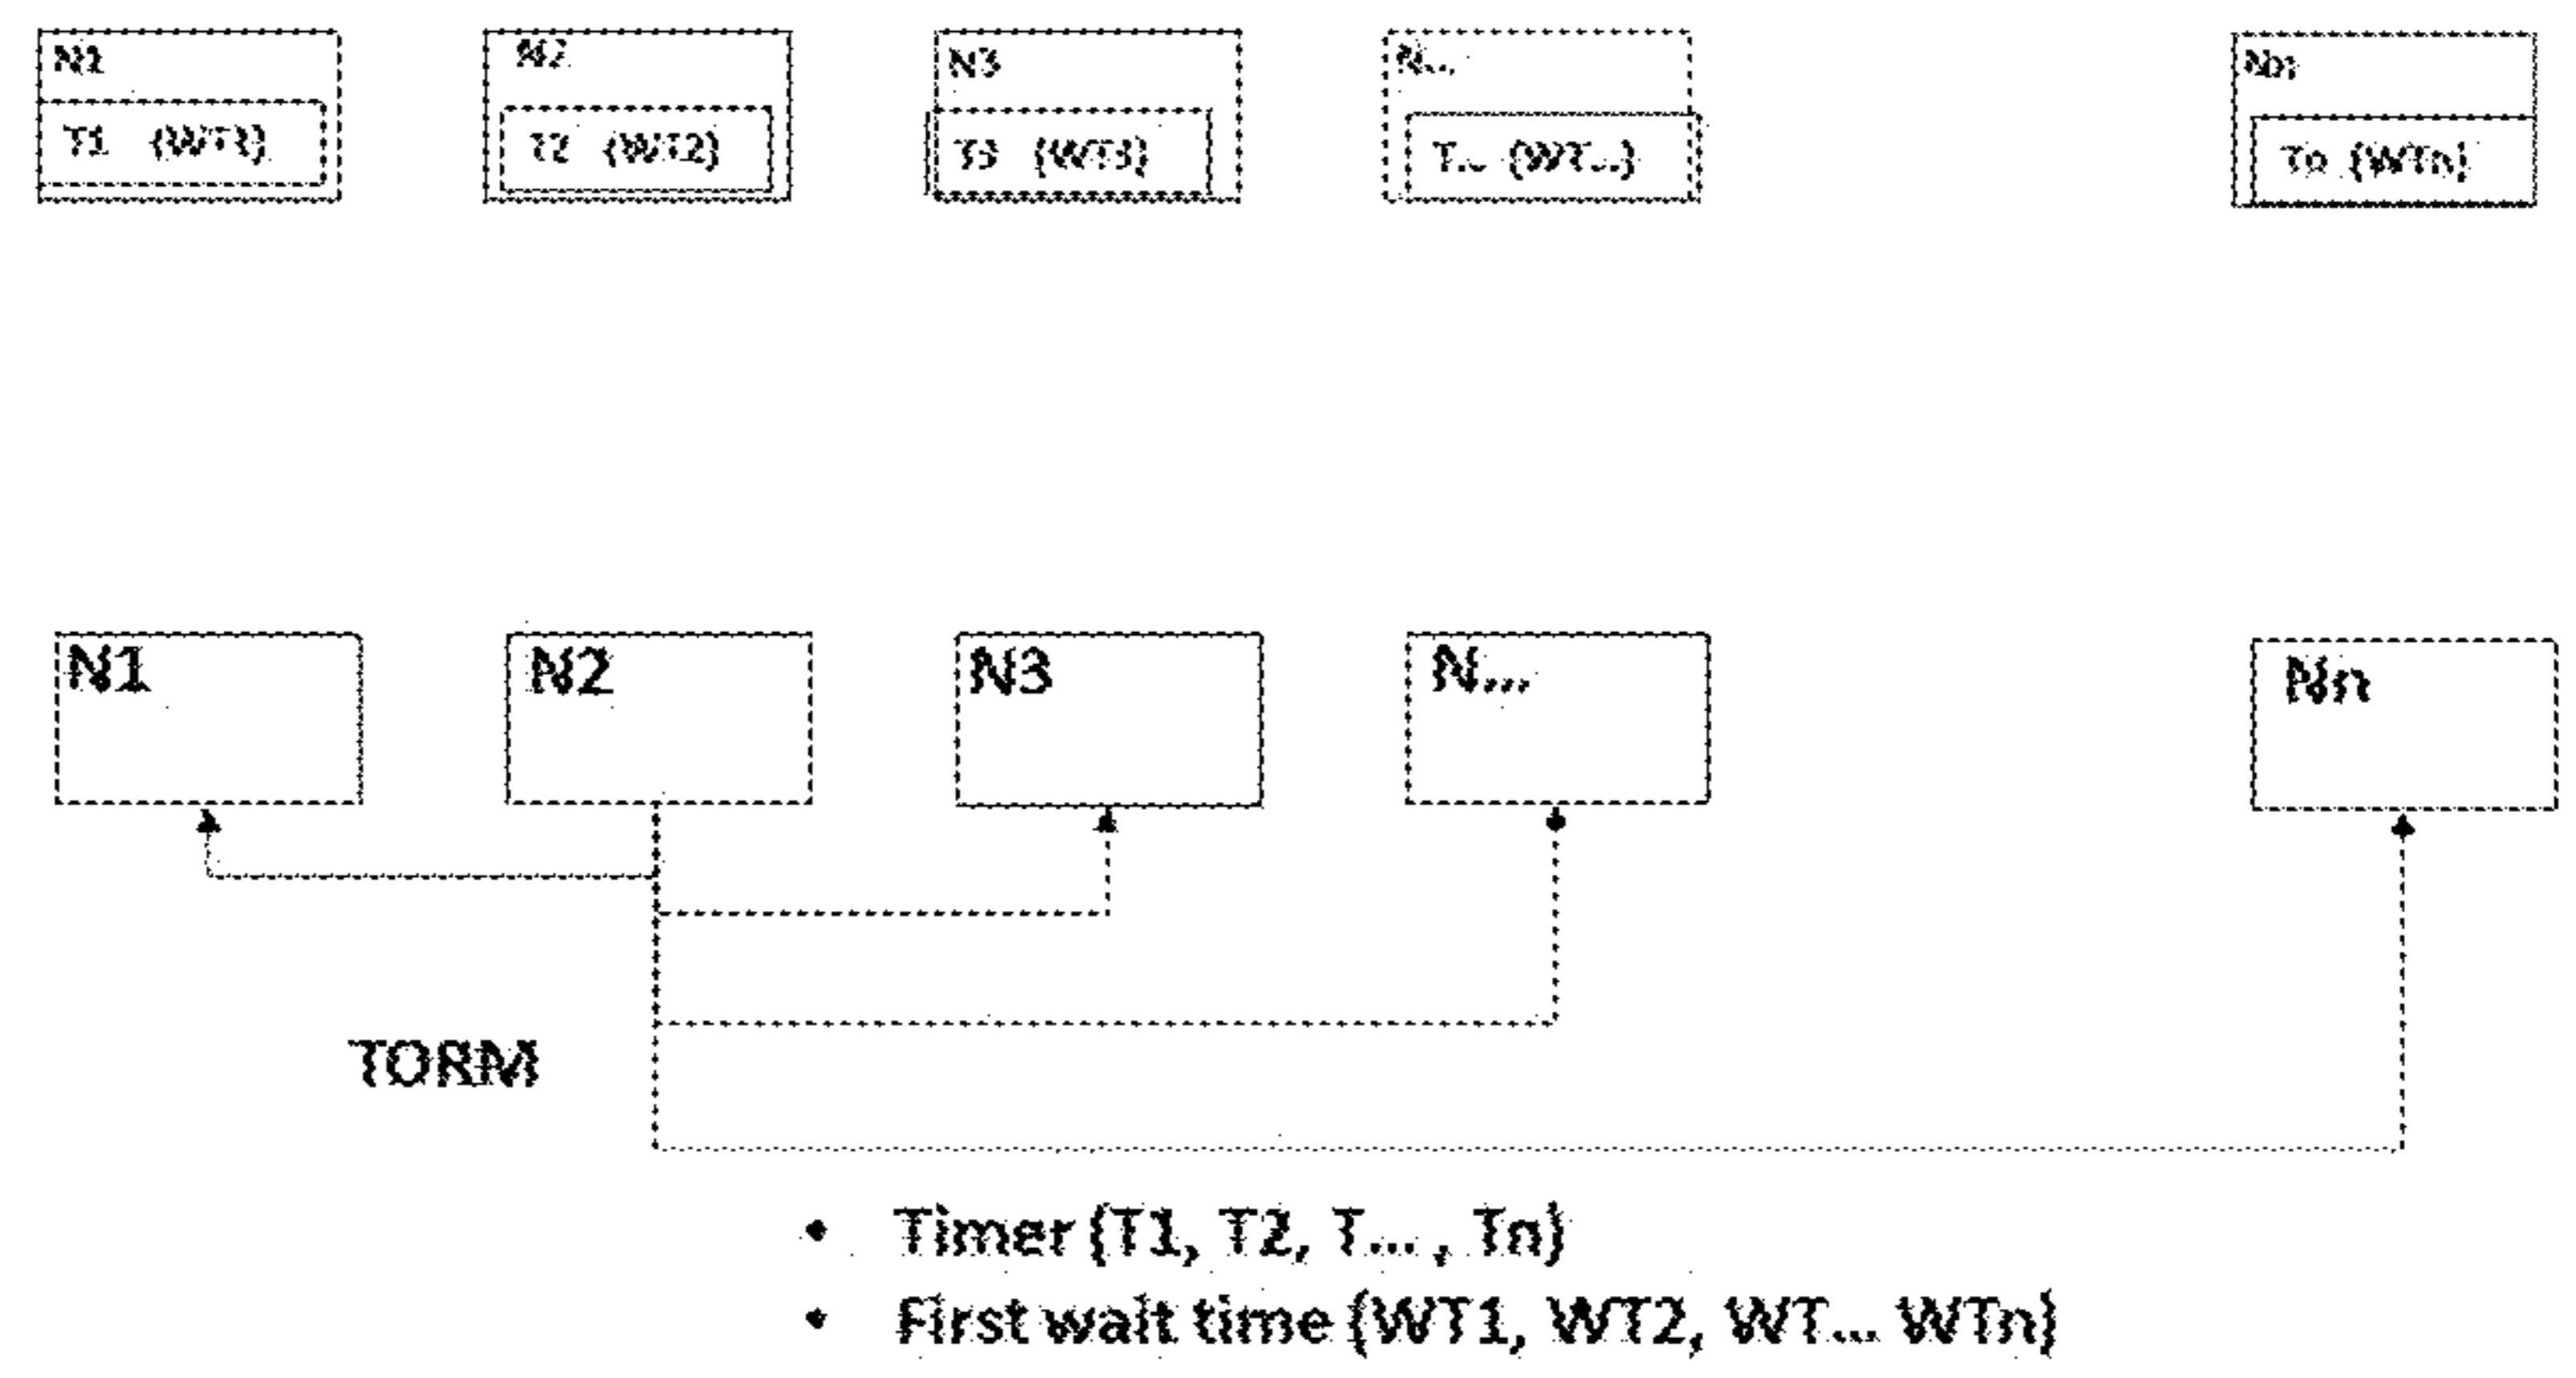 N1 N2 N3 N... Nn
T1 (WT1) T2 (WT2) T3 (WT3) T... (WT...) Tn (WTn)
N1 N2 N3 N... Nn
TORM
• Timer (T1, T2, T... , Tn)
• First wait time (WT1, WT2, WT... WTn)